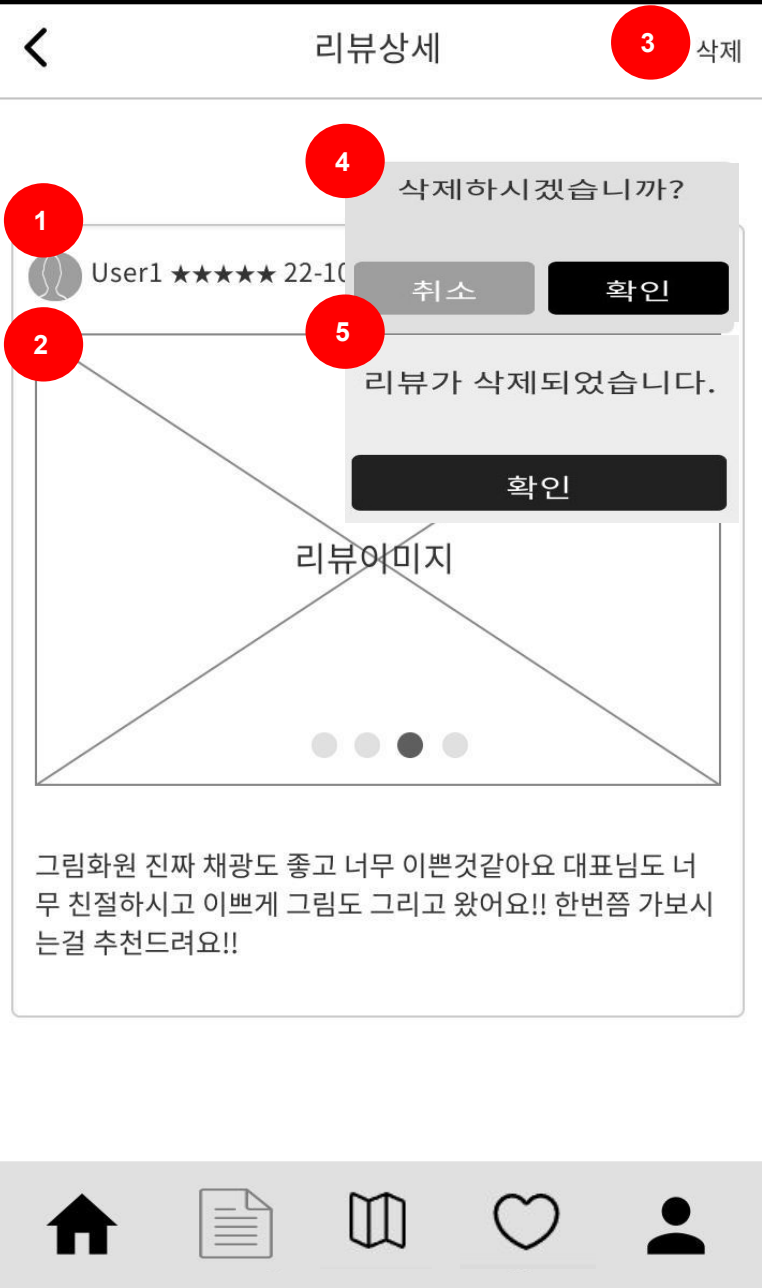 리뷰상세
3
삭제
4
삭제하시겠습니까?
1
User1 ★★★★★ 22-10
취소
확인
2
5
리뷰가 삭제되었습니다.
확인
리뷰이미지
그림화원 진짜 채광도 좋고 너무 이쁜것같아요 대표님도 너
무 친절하시고 이쁘게 그림도 그리고 왔어요!! 한번쯤 가보시
는걸 추천드려요!!